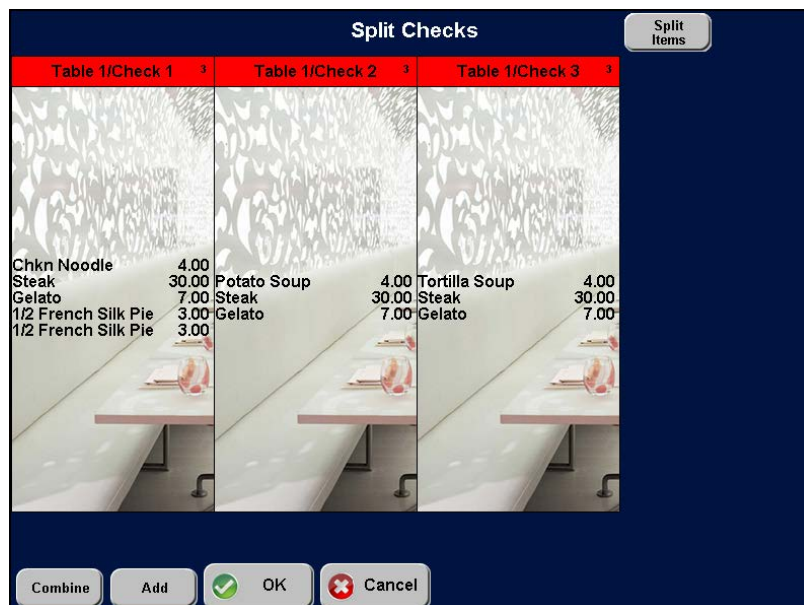 Split Checks
Split
Items
Table 1/Check 1 3
Table 1/Check 2 3
Table 1/Check 3 3
Chkn Noodle 4.00
Steak 30.00
Gelato 7.00
1/2 French Silk Pie 3.00
1/2 French Silk Pie 3.00
Potato Soup 4.00
Steak 30.00
Gelato 7.00
Tortilla Soup 4.00
Steak 30.00
Gelato 7.00
Combine
Add
OK
Cancel